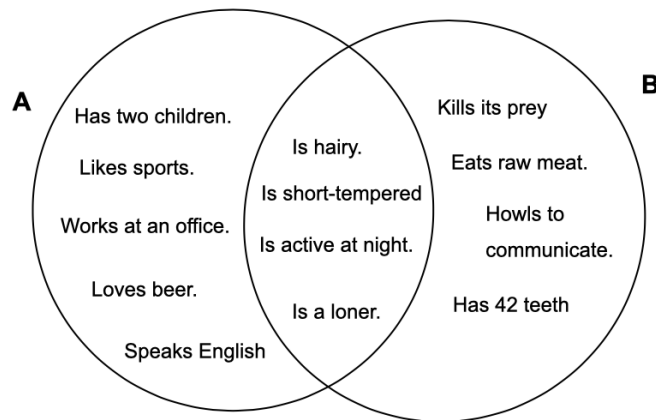 A
Has two children.
Likes sports.
Works at an office.
Loves beer.
Speaks English
Is hairy.
Is short-tempered
Is active at night.
Is a loner.
B
Kills its prey
Eats raw meat.
Howls to
communicate.
Has 42 teeth